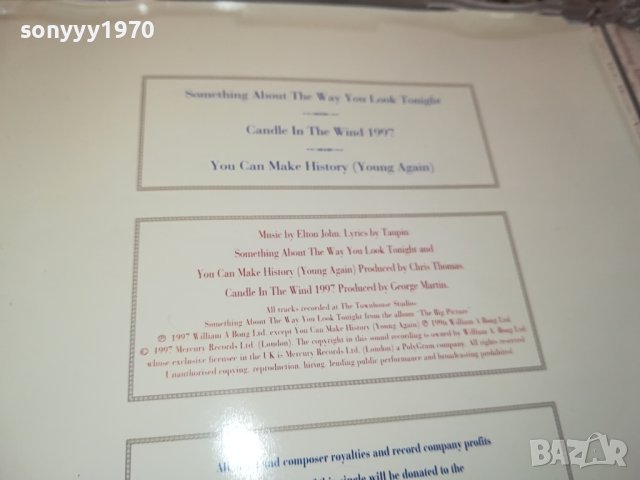 sonyyy1970
Something About The Way You Look Tonight
Candle In The Wind 1997
You Can Make History (Young Again)
Music by Elton John. Lyrics by Taupin.
Something About The Way You Look Tonight and
You Can Make History (Young Again) Produced by Chris Thomas.
Candle In The Wind 1997 Produced by George Martin.
All tracks recorded at The Townhouse Studios
Something About The Way You Look Tonight from the album "The Big Picture"
℗ 1997 William A Bong Ltd. except You Can Make History (Young Again) ℗ 1996 William A Bong Ltd.
© 1997 Mercury Records Ltd. (London). The copyright in this sound recording is owned by William A. Bong Ltd.
whose exclusive licensee in the UK is Mercury Records Ltd. (London) a PolyGram company. All rights reserved
Unauthorised copying, reproduction, hiring, lending public performance and broadcasting prohibited.
and composer royalties and record company profits
single will be donated to the
BAZAR